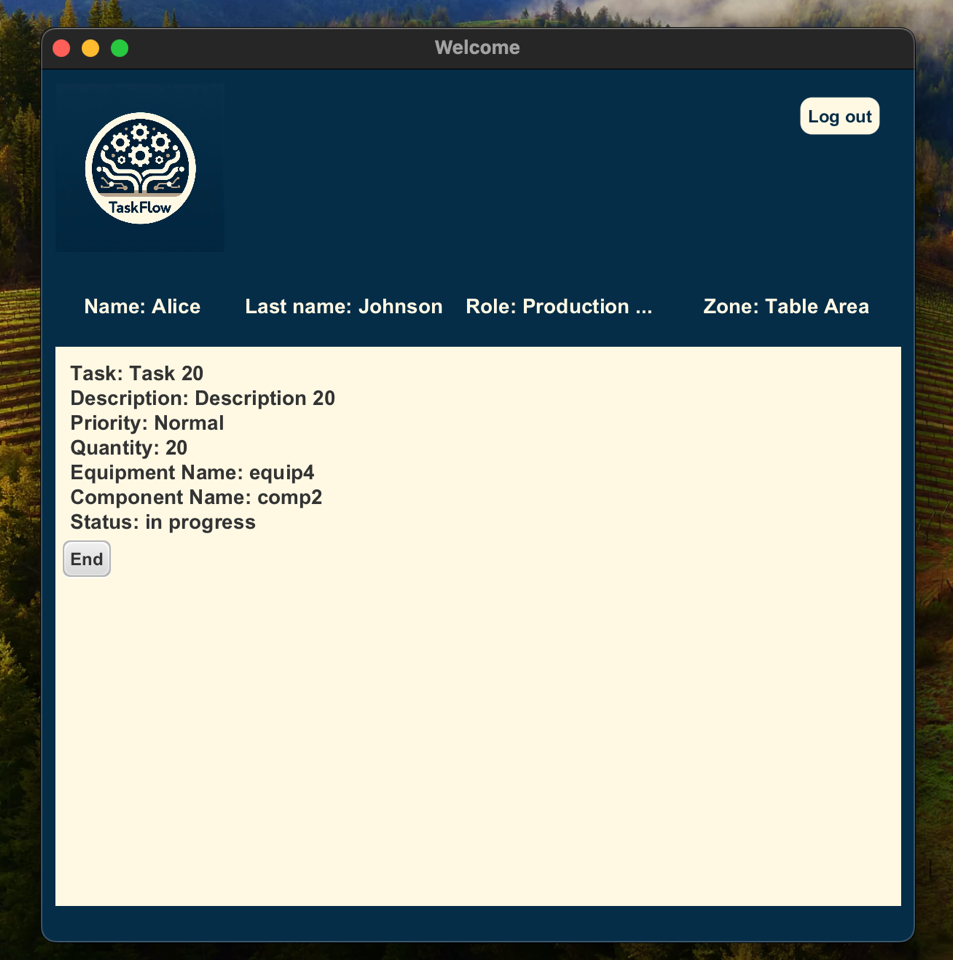 Welcome
Log out
TaskFlow
Name: Alice Last name: Johnson Role: Production ... Zone: Table Area
Task: Task 20
Description: Description 20
Priority: Normal
Quantity: 20
Equipment Name: equip4
Component Name: comp2
Status: in progress
End